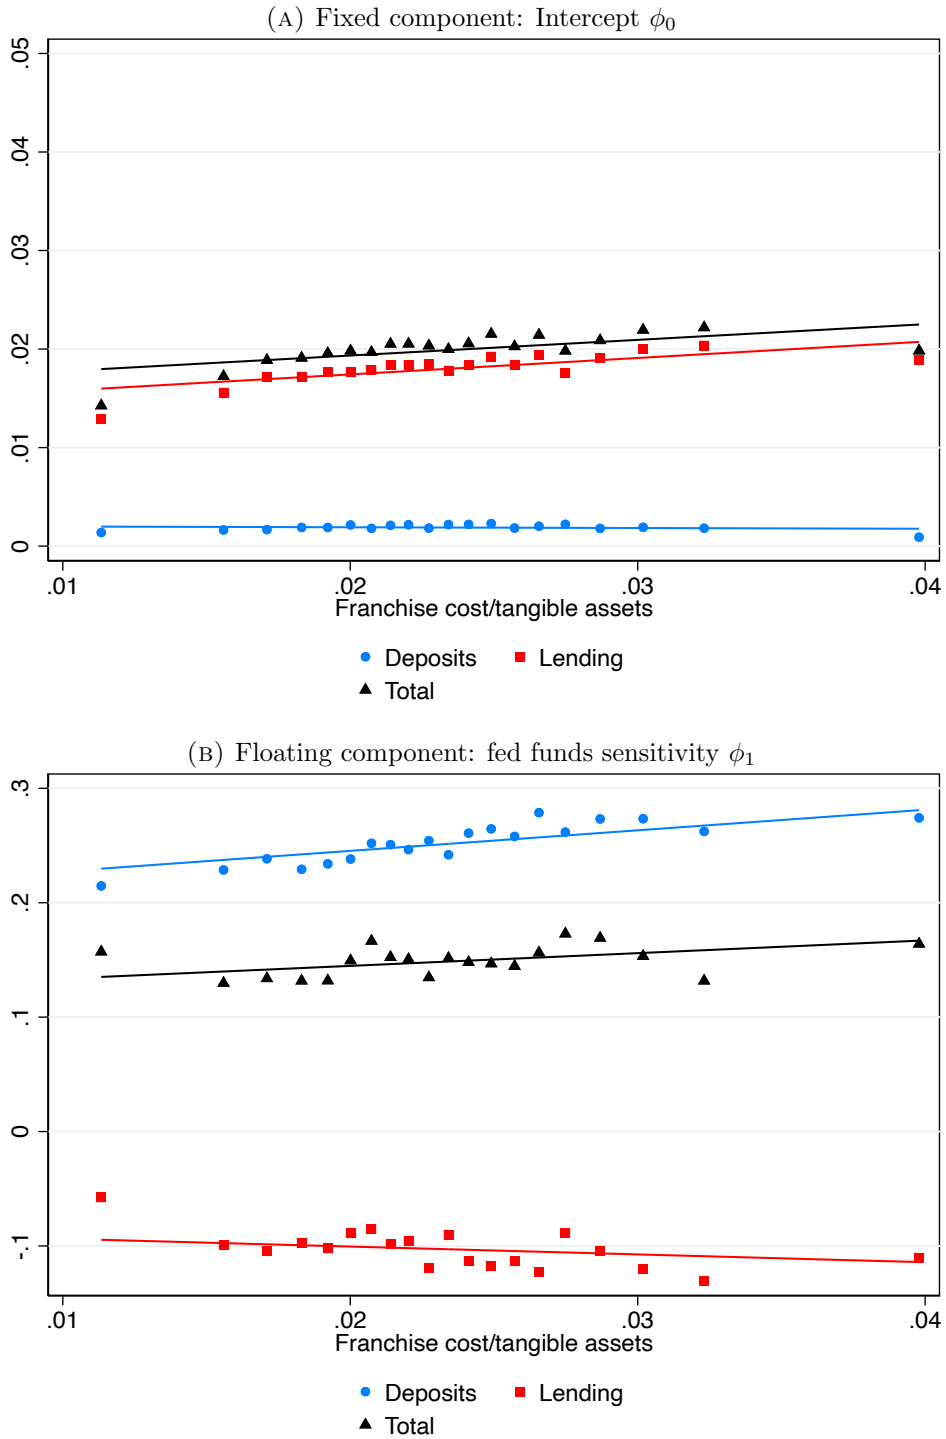 (A) Fixed component: Intercept ϕ0
.05
.04
.03
.02
.01
0
.01 .02 .03 .04
Franchise cost/tangible assets
Deposits Lending
Total
(B) Floating component: fed funds sensitivity ϕ1
.3
.2
.1
0
-.1
.01 .02 .03 .04
Franchise cost/tangible assets
Deposits Lending
Total